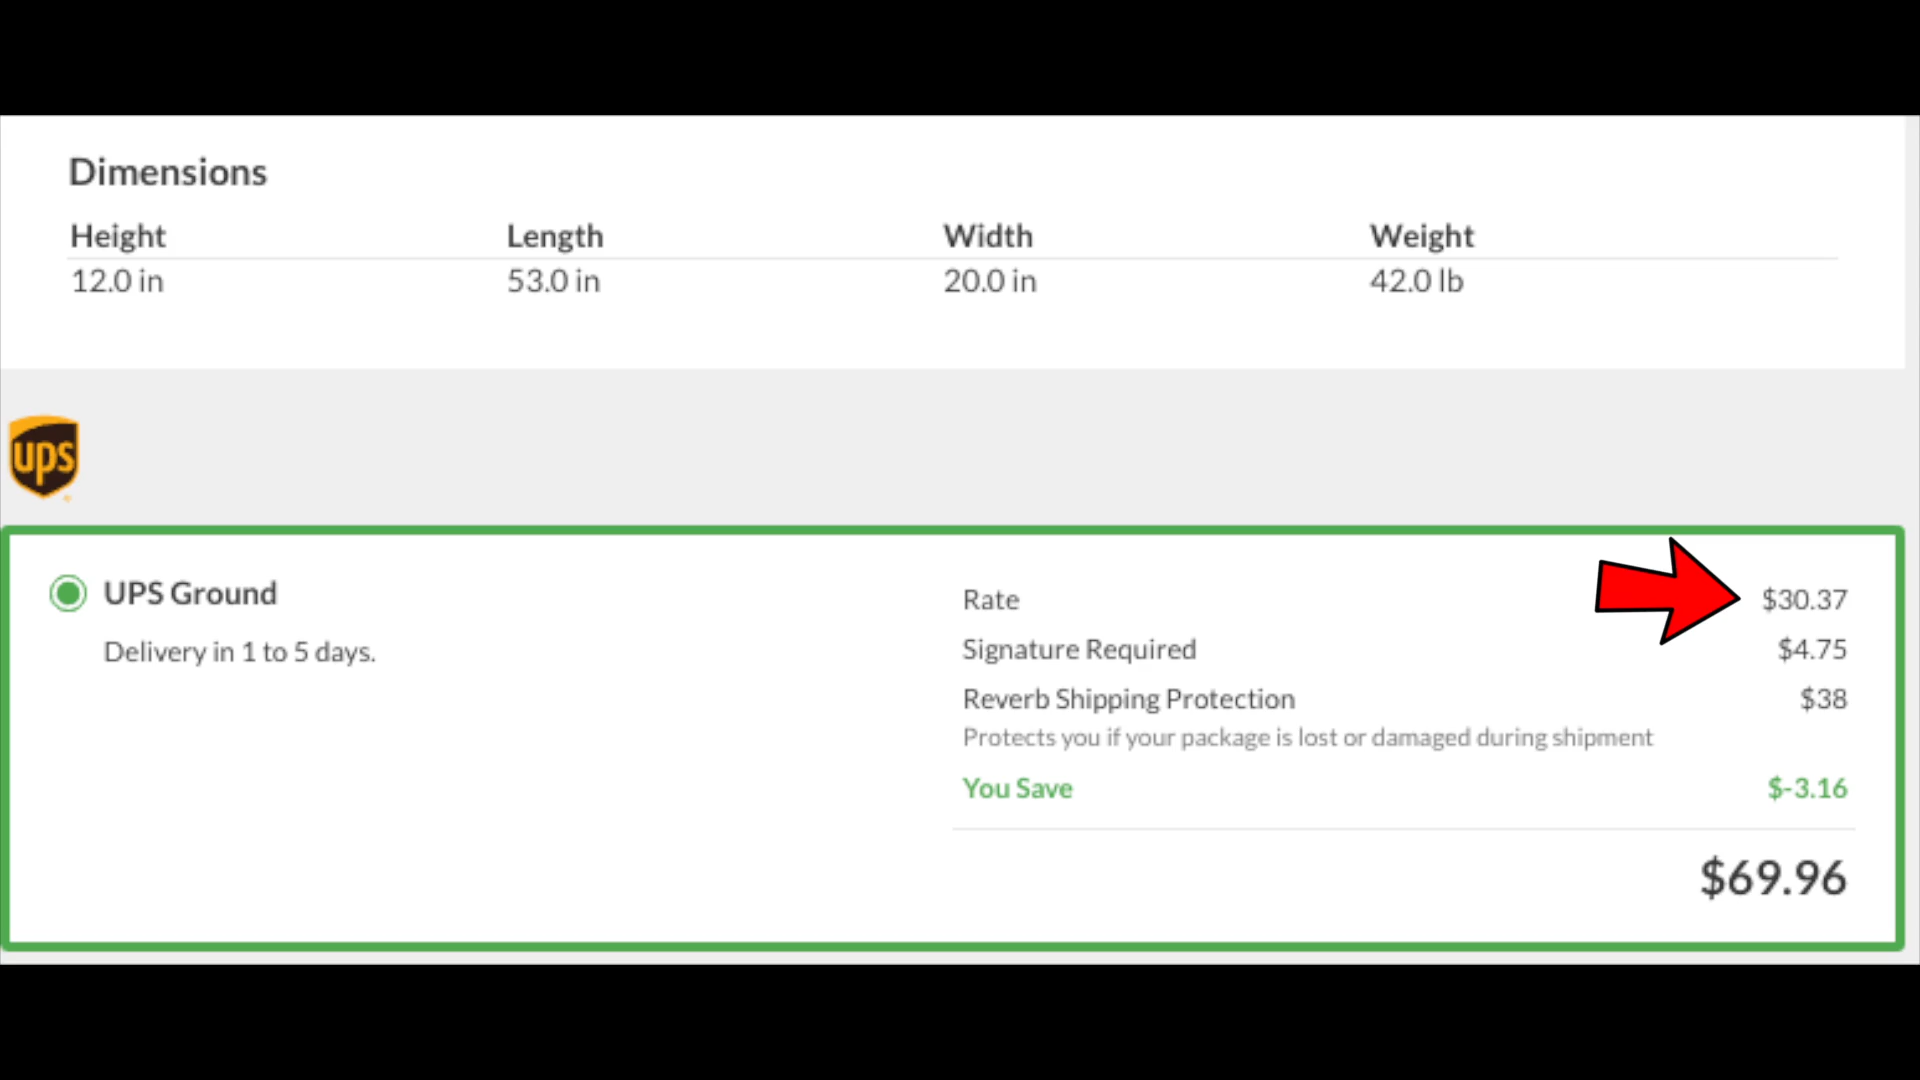 Dimensions
Height Length Width Weight
12.0 in 53.0 in 20.0 in 42.0 lb
ups
UPS Ground
Delivery in 1 to 5 days.
Rate $30.37
Signature Required $4.75
Reverb Shipping Protection $38
Protects you if your package is lost or damaged during shipment
You Save $-3.16
$69.96